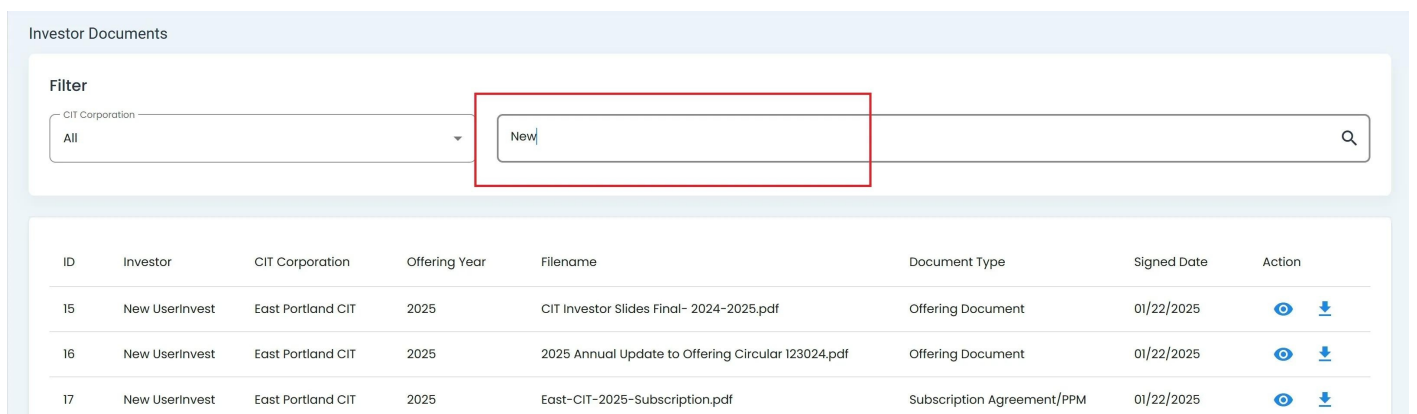 Investor Documents
Filter
CIT Corporation
All
New
ID Investor CIT Corporation Offering Year Filename Document Type Signed Date Action
15 New UserInvest East Portland CIT 2025 CIT Investor Slides Final- 2024-2025.pdf Offering Document 01/22/2025
16 New UserInvest East Portland CIT 2025 2025 Annual Update to Offering Circular 123024.pdf Offering Document 01/22/2025
17 New UserInvest East Portland CIT 2025 East-CIT-2025-Subscription.pdf Subscription Agreement/PPM 01/22/2025